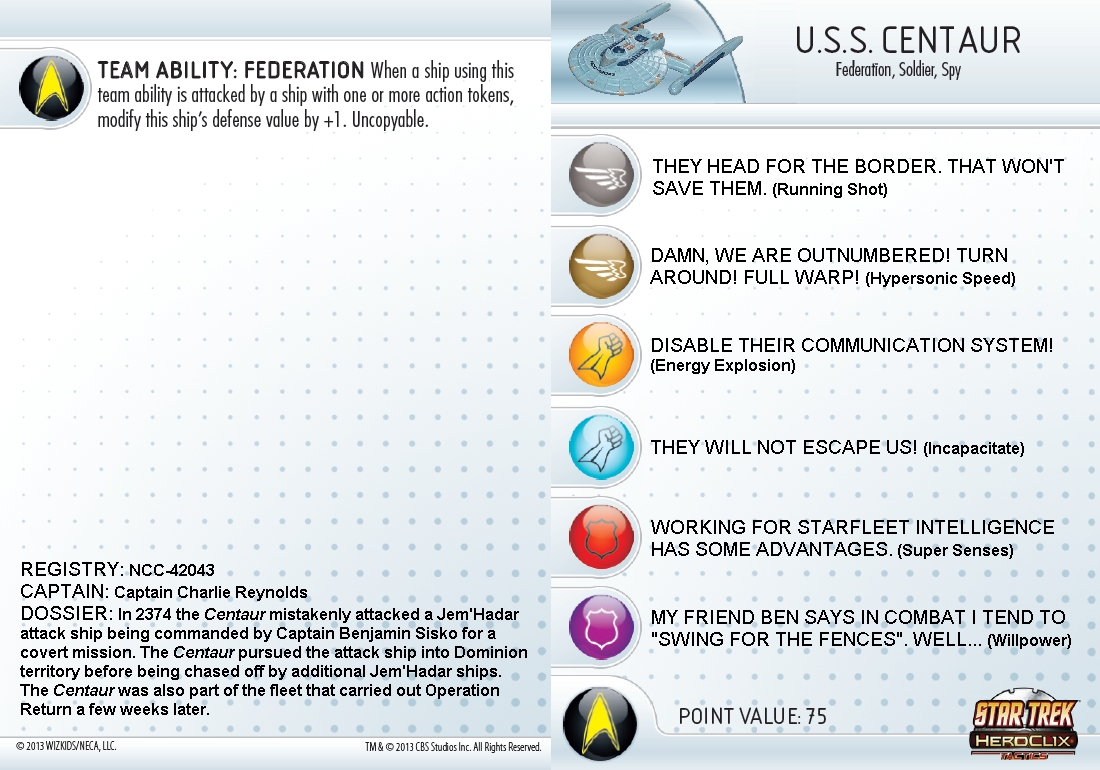 TEAM ABILITY: FEDERATION When a ship using this
team ability is attacked by a ship with one or more action tokens,
modify this ship's defense value by +1. Uncopyable.
REGISTRY: NCC-42043
CAPTAIN: Captain Charlie Reynolds
DOSSIER: In 2374 the Centaur mistakenly attacked a Jem'Hadar
attack ship being commanded by Captain Benjamin Sisko for a
covert mission. The Centaur pursued the attack ship into Dominion
territory before being chased off by additional Jem'Hadar ships.
The Centaur was also part of the fleet that carried out Operation
Return a few weeks later.
© 2013 WIZKIDS/NECA, LLC.
TM & © 2013 CBS Studios Inc. All Rights Reserved.
U.S.S. CENTAUR
Federation, Soldier, Spy
THEY HEAD FOR THE BORDER. THAT WON'T
SAVE THEM. (Running Shot)
DAMN, WE ARE OUTNUMBERED! TURN
AROUND! FULL WARP! (Hypersonic Speed)
DISABLE THEIR COMMUNICATION SYSTEM!
(Energy Explosion)
THEY WILL NOT ESCAPE US! (Incapacitate)
WORKING FOR STARFLEET INTELLIGENCE
HAS SOME ADVANTAGES. (Super Senses)
MY FRIEND BEN SAYS IN COMBAT I TEND TO
"SWING FOR THE FENCES". WELL... (Willpower)
POINT VALUE: 75
STAR TREK
HEROCLIX
TACTICS